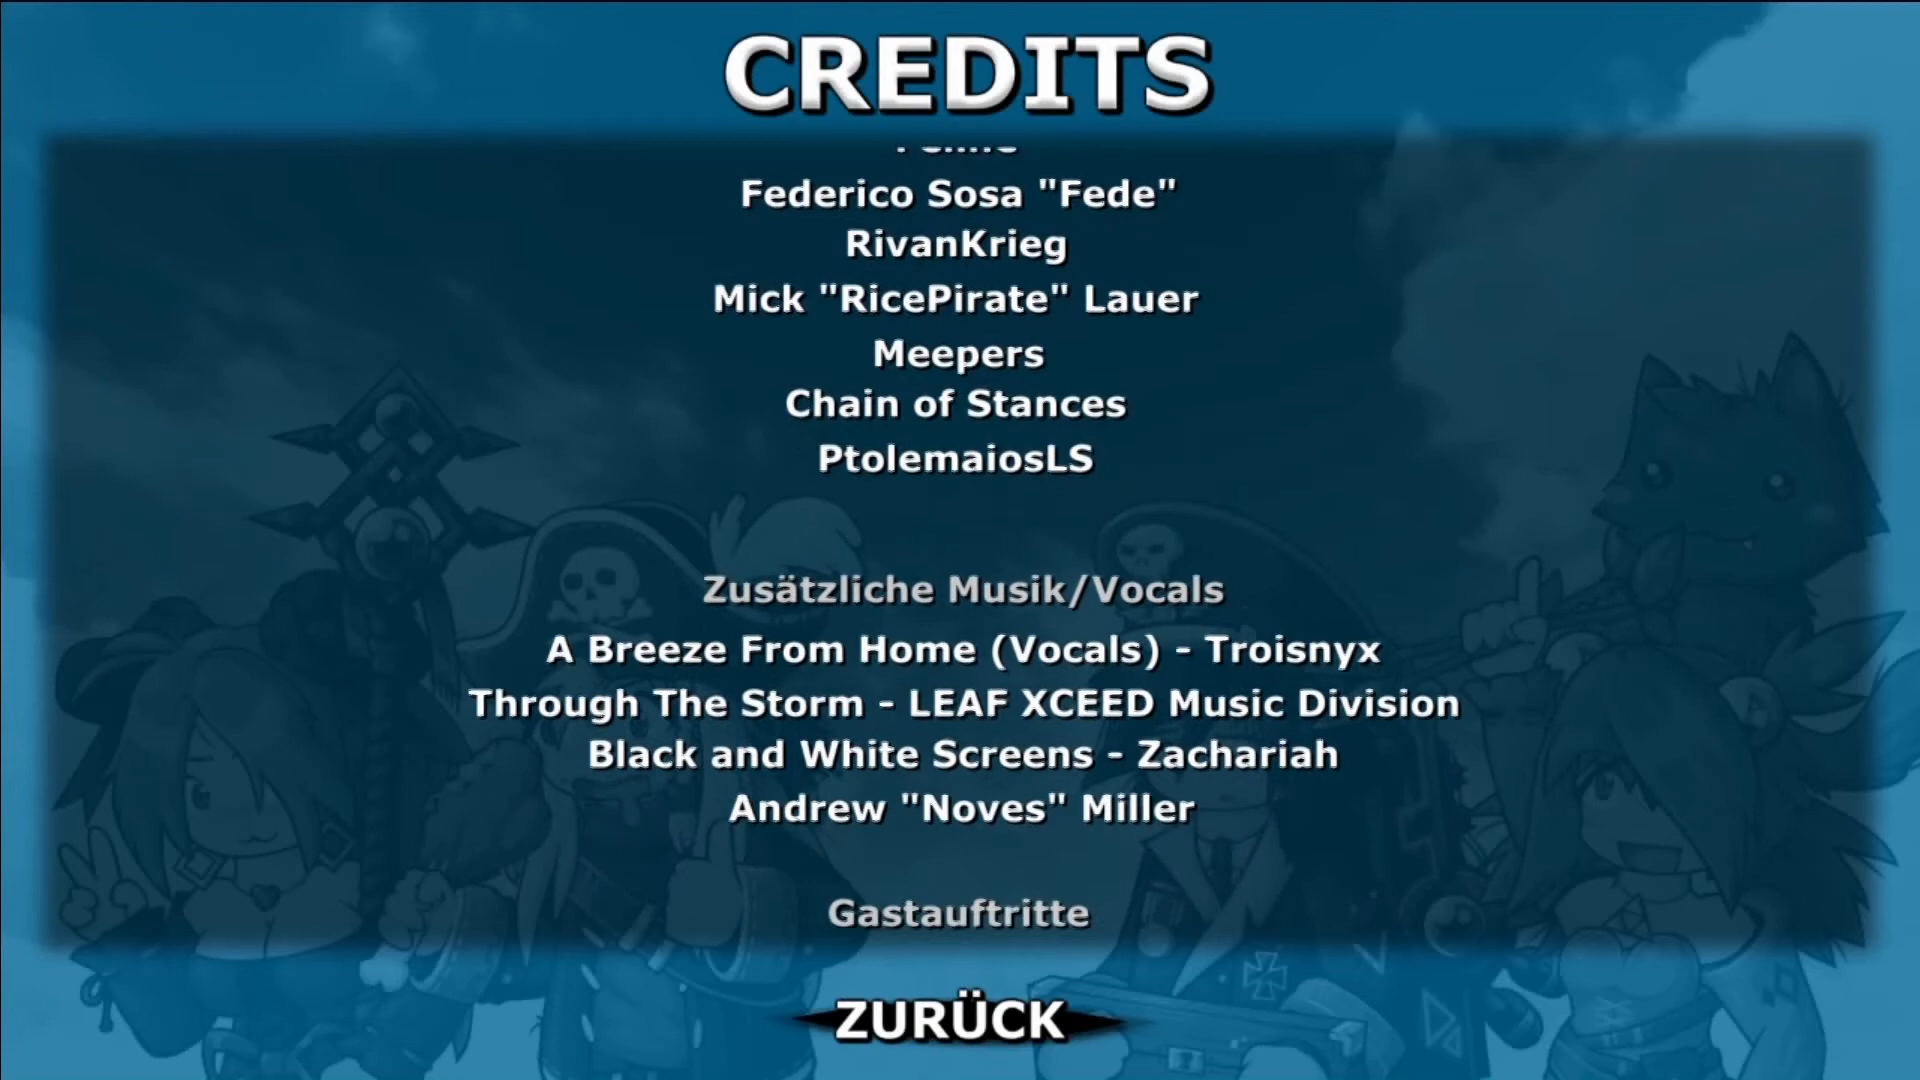 CREDITS
Federico Sosa "Fede"
RivanKrieg
Mick "RicePirate" Lauer
Meepers
Chain of Stances
PtolemaiosLS
Zusätzliche Musik/Vocals
A Breeze From Home (Vocals) - Troisnyx
Through The Storm - LEAF XCEED Music Division
Black and White Screens - Zachariah
Andrew "Noves" Miller
Gastauftritte
ZURÜCK